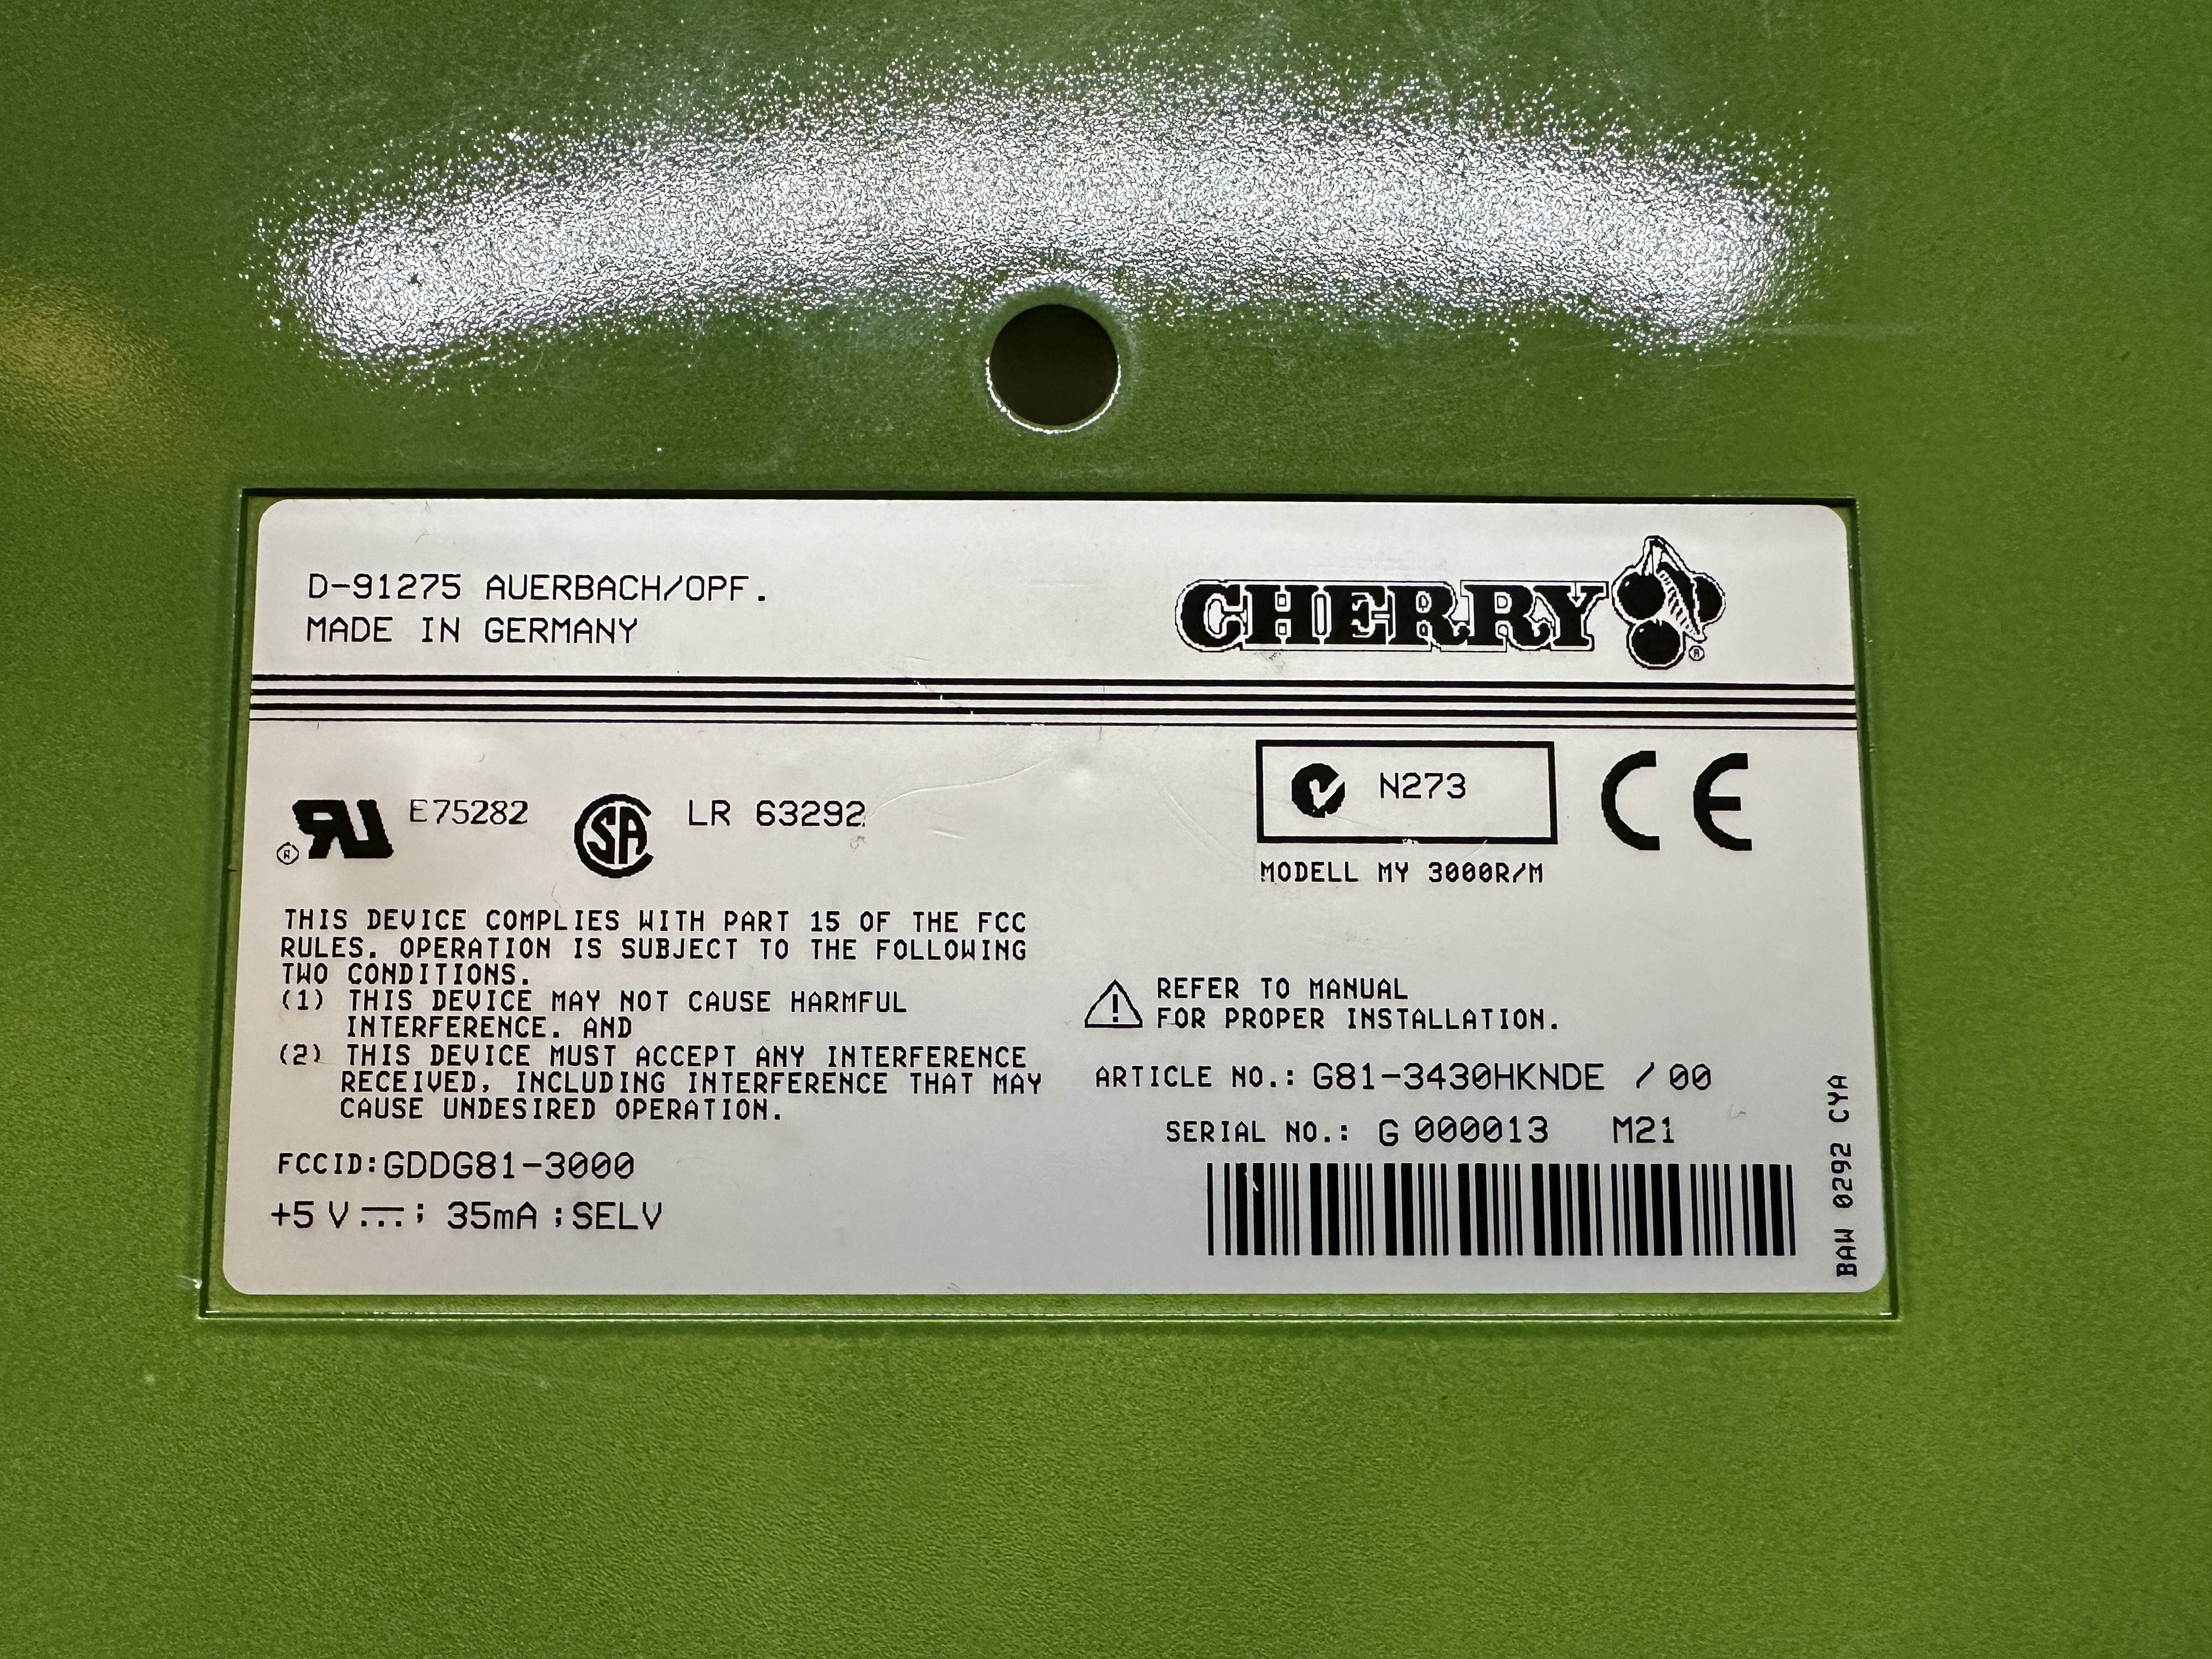 D-91275 AUERBACH/OPF.
MADE IN GERMANY
CHERRY
®
® RU E75282
CSA LR 63292
N273
CE
MODELL MY 3000R/M
THIS DEVICE COMPLIES WITH PART 15 OF THE FCC
RULES. OPERATION IS SUBJECT TO THE FOLLOWING
TWO CONDITIONS.
(1) THIS DEVICE MAY NOT CAUSE HARMFUL
INTERFERENCE. AND
(2) THIS DEVICE MUST ACCEPT ANY INTERFERENCE
RECEIVED, INCLUDING INTERFERENCE THAT MAY
CAUSE UNDESIRED OPERATION.
FCCID:GDDG81-3000
+5 V⎓; 35mA ;SELV
REFER TO MANUAL
FOR PROPER INSTALLATION.
ARTICLE NO.: G81-3430HKNDE /00
SERIAL NO.: G 000013 M21
BAW 0292 CYA